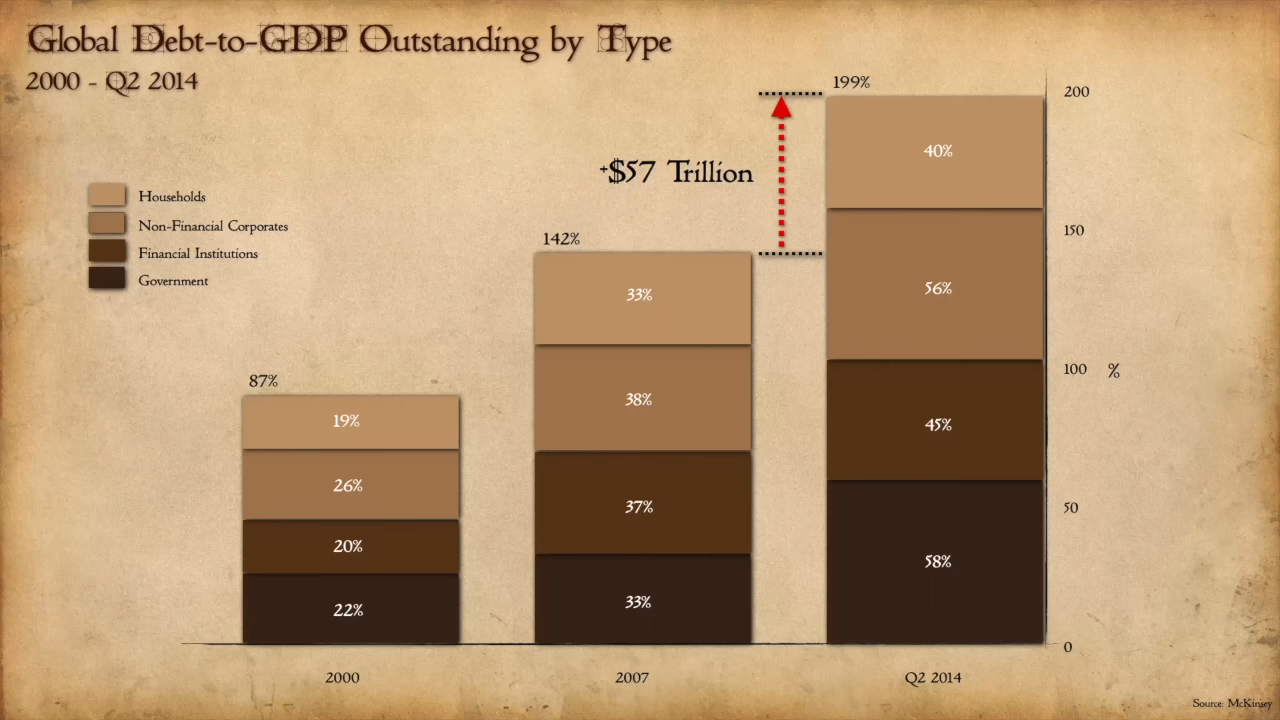 Global Debt-to-GDP Outstanding by Type
2000 - Q2 2014
Households
Non-Financial Corporates
Financial Institutions
Government
87%
19%
26%
20%
22%
2000
142%
33%
38%
37%
33%
2007
+$57 Trillion
199%
40%
56%
45%
58%
Q2 2014
200
150
100 %
50
0
Source: McKinsey